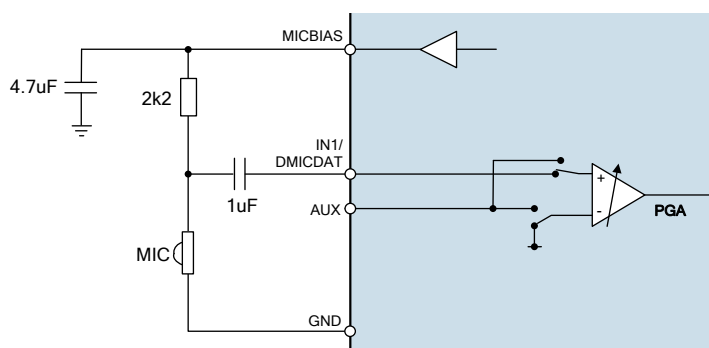 MICBIAS
4.7uF
2k2
IN1/
DMICDAT
1uF
AUX
+
-
PGA
MIC
GND